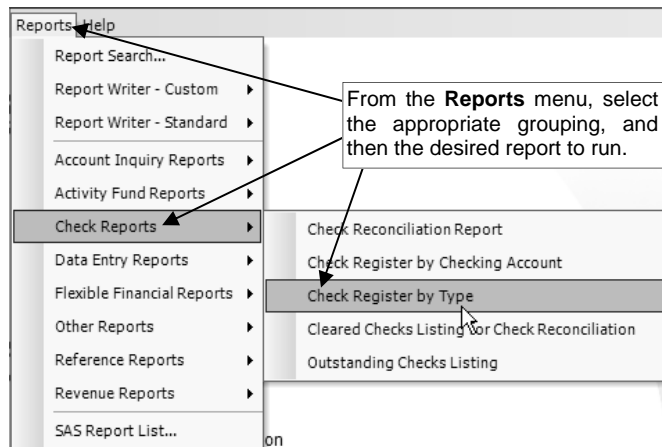 Reports Help
Report Search...
Report Writer - Custom
Report Writer - Standard
Account Inquiry Reports
Activity Fund Reports
Check Reports
Data Entry Reports
Flexible Financial Reports
Other Reports
Reference Reports
Revenue Reports
SAS Report List...
From the Reports menu, select
the appropriate grouping, and
then the desired report to run.
Check Reconciliation Report
Check Register by Checking Account
Check Register by Type
Cleared Checks Listing for Check Reconciliation
Outstanding Checks Listing
on